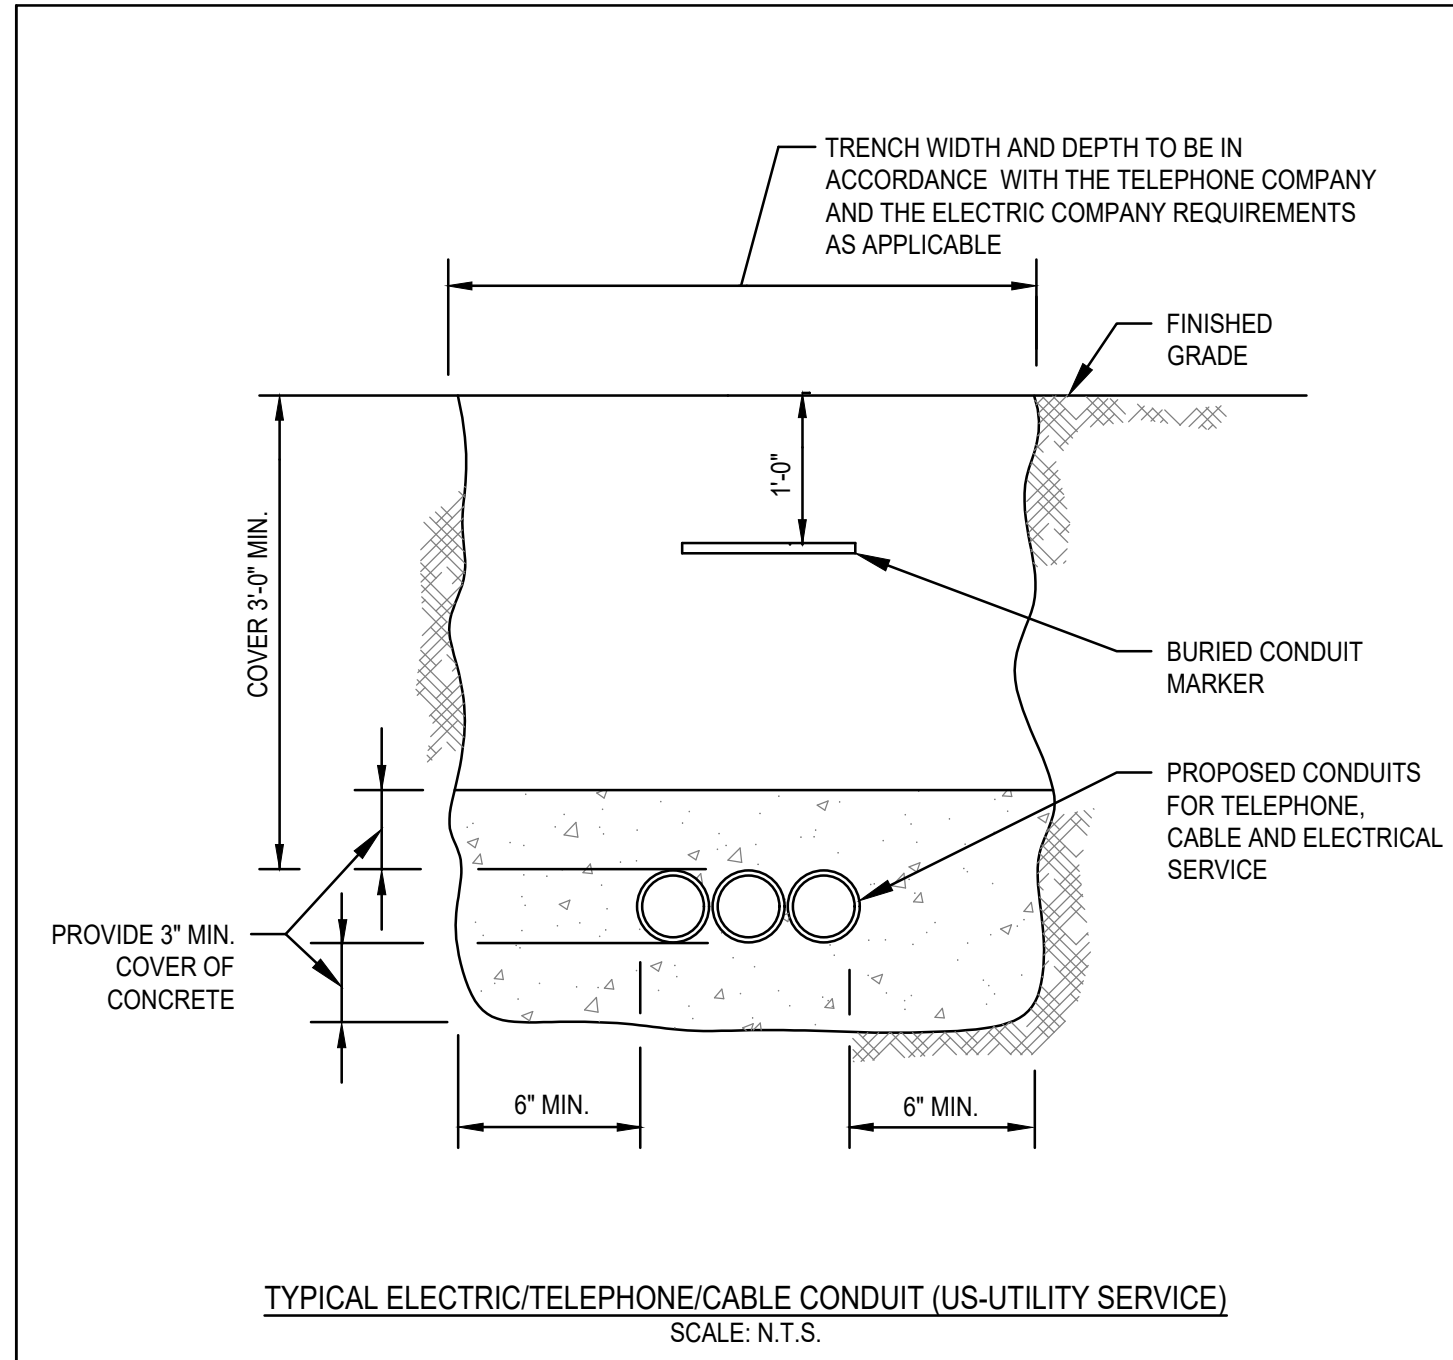 TRENCH WIDTH AND DEPTH TO BE IN
ACCORDANCE WITH THE TELEPHONE COMPANY
AND THE ELECTRIC COMPANY REQUIREMENTS
AS APPLICABLE
FINISHED
GRADE
1'-0"
COVER 3'-0" MIN.
BURIED CONDUIT
MARKER
PROPOSED CONDUITS
FOR TELEPHONE,
CABLE AND ELECTRICAL
SERVICE
PROVIDE 3" MIN.
COVER OF
CONCRETE
6" MIN.
6" MIN.
TYPICAL ELECTRIC/TELEPHONE/CABLE CONDUIT (US-UTILITY SERVICE)
SCALE: N.T.S.